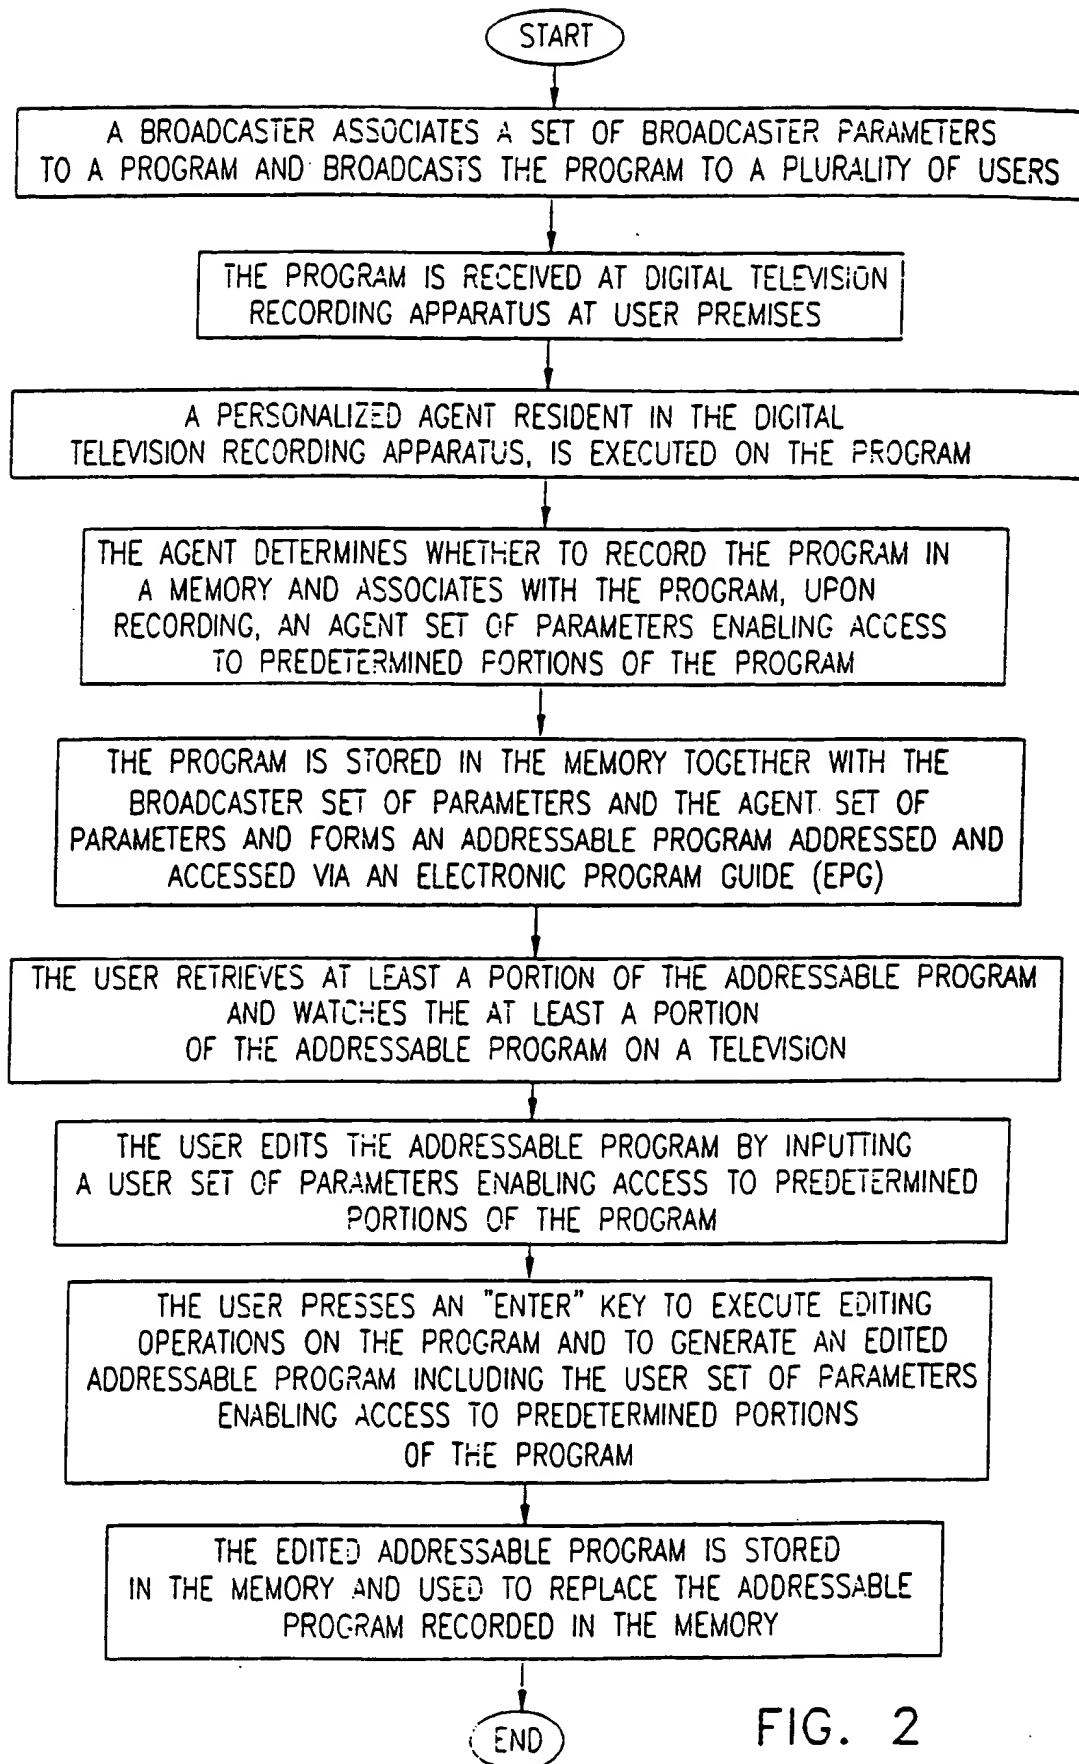 START
A BROADCASTER ASSOCIATES A SET OF BROADCASTER PARAMETERS
TO A PROGRAM AND BROADCASTS THE PROGRAM TO A PLURALITY OF USERS
THE PROGRAM IS RECEIVED AT DIGITAL TELEVISION
RECORDING APPARATUS AT USER PREMISES
A PERSONALIZED AGENT RESIDENT IN THE DIGITAL
TELEVISION RECORDING APPARATUS, IS EXECUTED ON THE PROGRAM
THE AGENT DETERMINES WHETHER TO RECORD THE PROGRAM IN
A MEMORY AND ASSOCIATES WITH THE PROGRAM, UPON
RECORDING, AN AGENT SET OF PARAMETERS ENABLING ACCESS
TO PREDETERMINED PORTIONS OF THE PROGRAM
THE PROGRAM IS STORED IN THE MEMORY TOGETHER WITH THE
BROADCASTER SET OF PARAMETERS AND THE AGENT SET OF
PARAMETERS AND FORMS AN ADDRESSABLE PROGRAM ADDRESSED AND
ACCESSED VIA AN ELECTRONIC PROGRAM GUIDE (EPG)
THE USER RETRIEVES AT LEAST A PORTION OF THE ADDRESSABLE PROGRAM
AND WATCHES THE AT LEAST A PORTION
OF THE ADDRESSABLE PROGRAM ON A TELEVISION
THE USER EDITS THE ADDRESSABLE PROGRAM BY INPUTTING
A USER SET OF PARAMETERS ENABLING ACCESS TO PREDETERMINED
PORTIONS OF THE PROGRAM
THE USER PRESSES AN "ENTER" KEY TO EXECUTE EDITING
OPERATIONS ON THE PROGRAM AND TO GENERATE AN EDITED
ADDRESSABLE PROGRAM INCLUDING THE USER SET OF PARAMETERS
ENABLING ACCESS TO PREDETERMINED PORTIONS
OF THE PROGRAM
THE EDITED ADDRESSABLE PROGRAM IS STORED
IN THE MEMORY AND USED TO REPLACE THE ADDRESSABLE
PROGRAM RECORDED IN THE MEMORY
END
FIG. 2